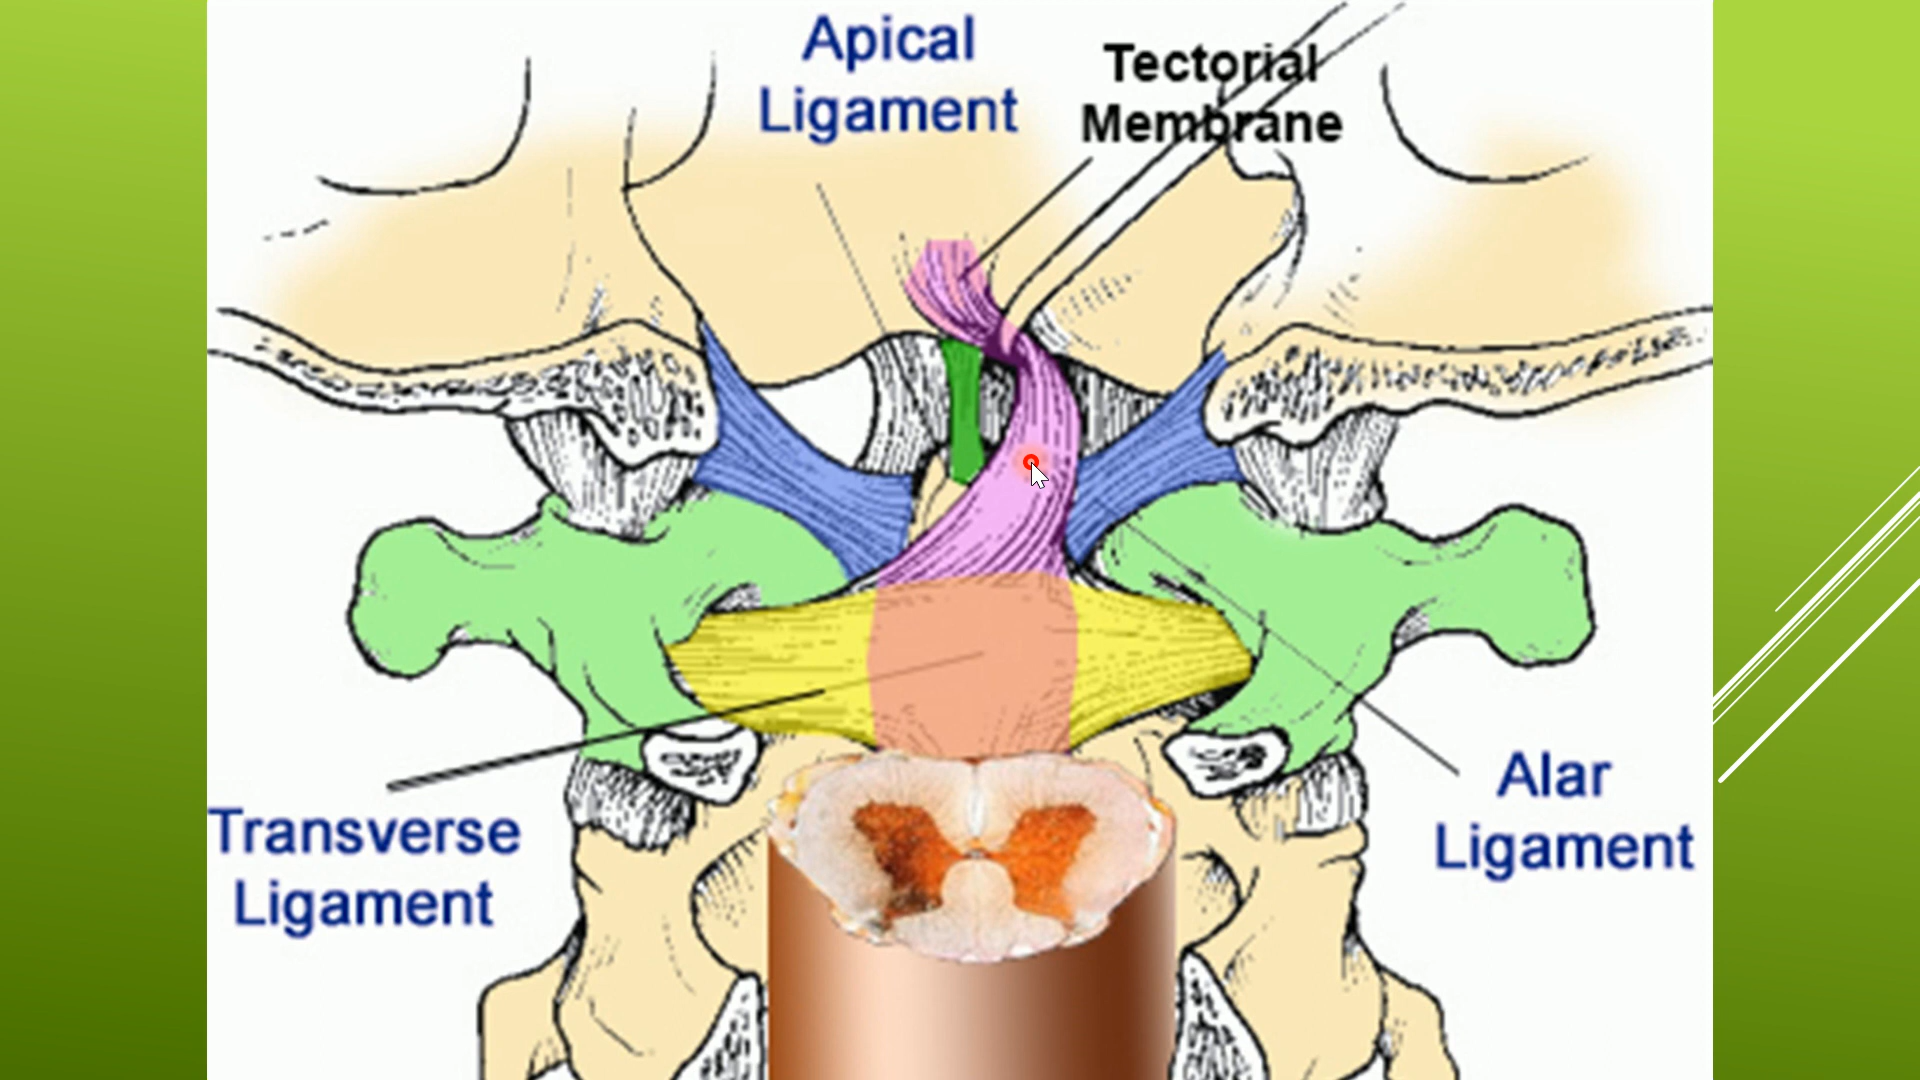 Apical
Ligament
Tectorial
Membrane
Transverse
Ligament
Alar
Ligament